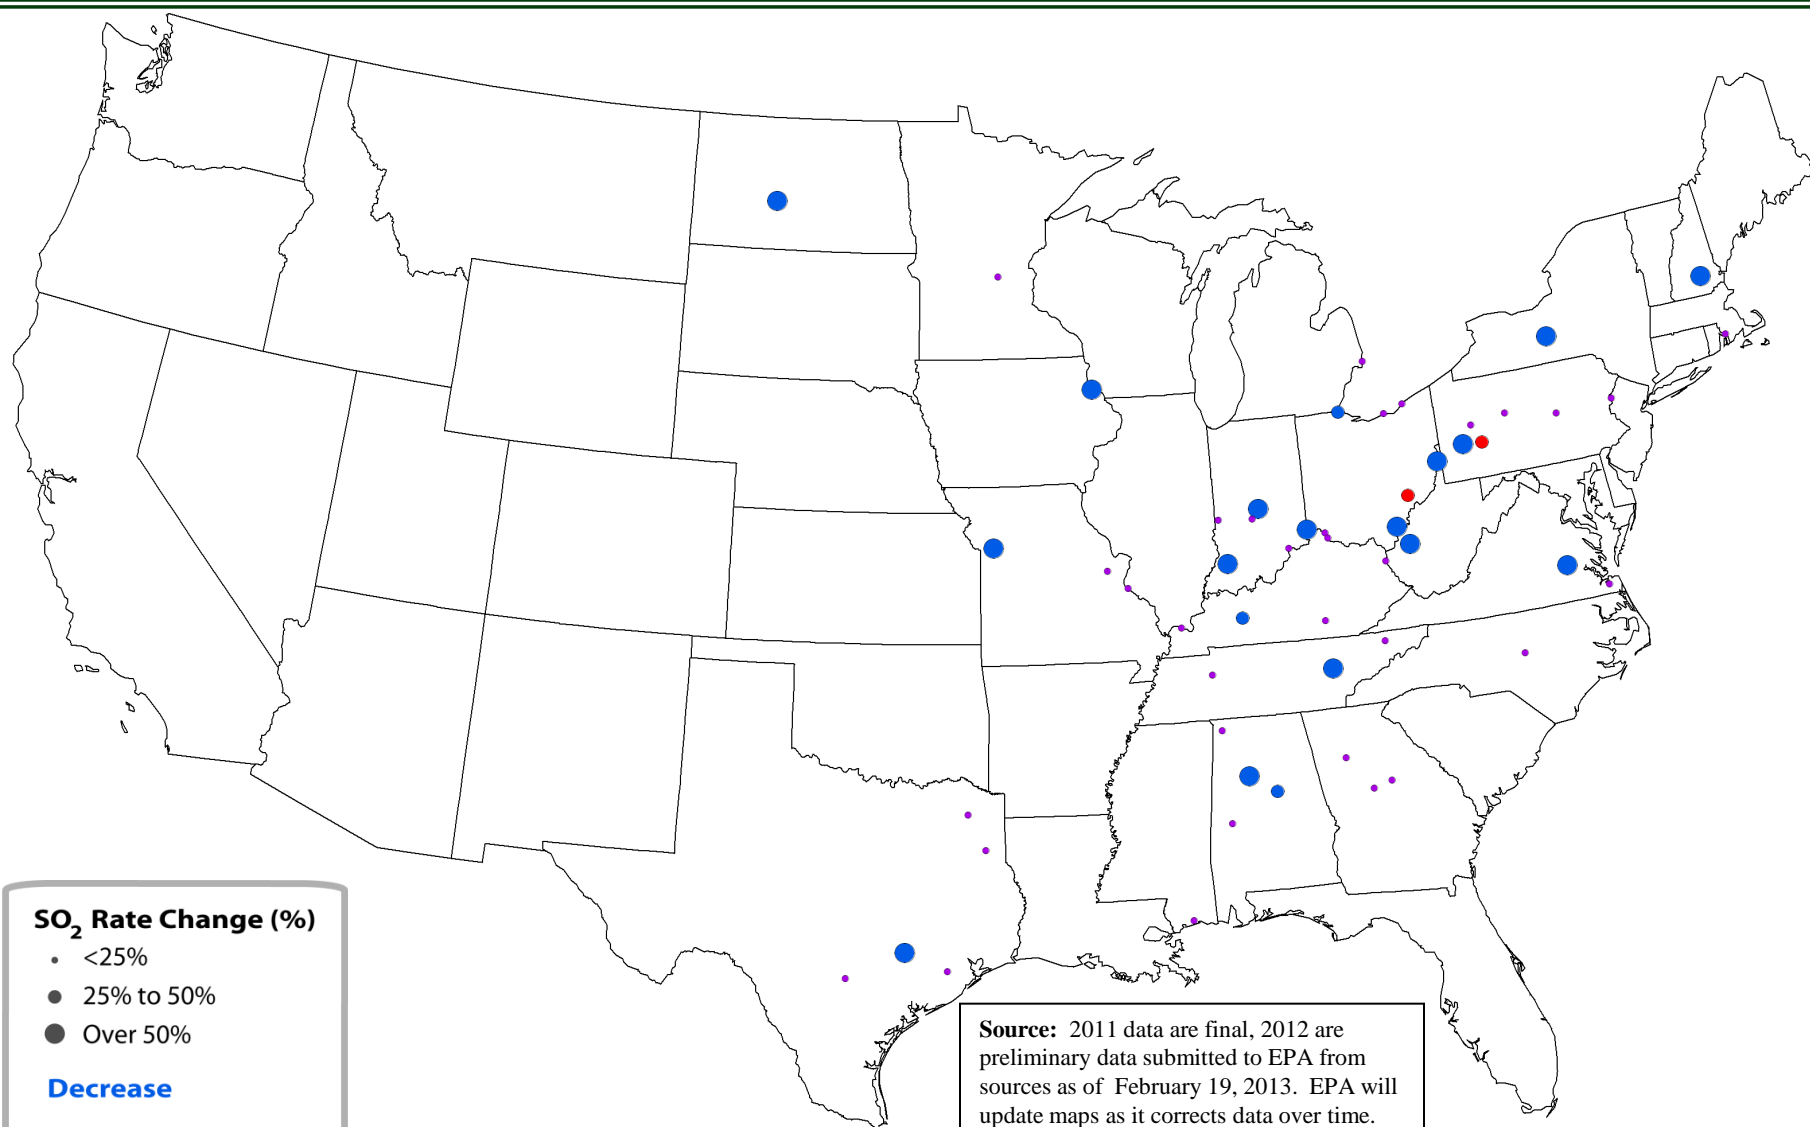 SO2 Rate Change (%)
<25%
25% to 50%
Over 50%
Decrease
Source: 2011 data are final, 2012 are
preliminary data submitted to EPA from
sources as of February 19, 2013. EPA will
update maps as it corrects data over time.